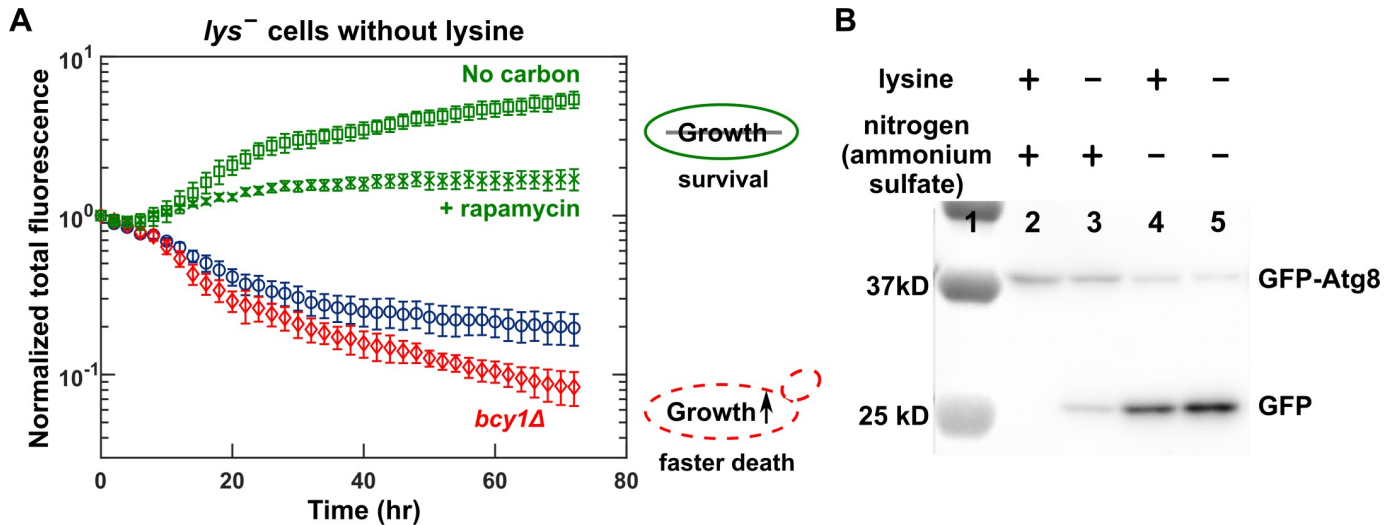 A
lys⁻ cells without lysine
Normalized total fluorescence
10¹
10⁰
10⁻¹
No carbon
+ rapamycin
bcy1Δ
0
20
40
60
80
Time (hr)
Growth
survival
Growth
faster death
B
lysine + − + −
nitrogen
(ammonium + + − −
sulfate)
1 2 3 4 5
37kD
GFP-Atg8
25 kD
GFP